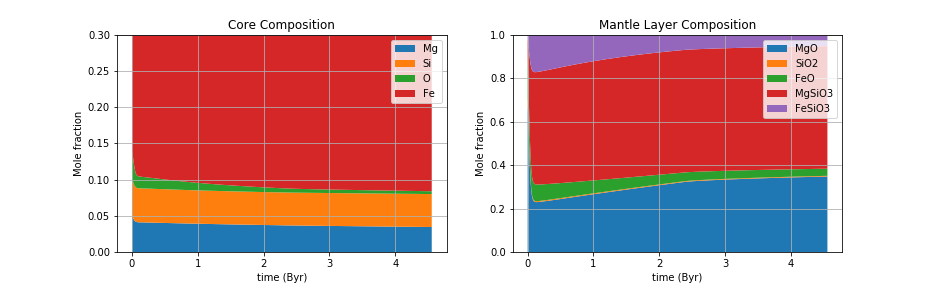 Core Composition
0.30
0.25
0.20
0.15
0.10
0.05
0.00
Mole fraction
0
1
2
3
4
time (Byr)
Mg
Si
O
Fe
Mantle Layer Composition
1.0
0.8
0.6
0.4
0.2
0.0
Mole fraction
0
1
2
3
4
time (Byr)
MgO
SiO2
FeO
MgSiO3
FeSiO3